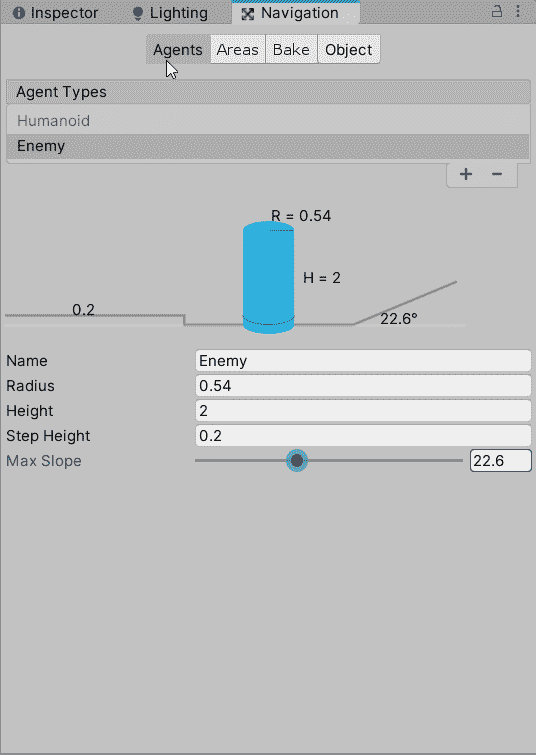 Inspector Lighting Navigation
Agents Areas Bake Object
Agent Types
Humanoid
Enemy
R = 0.54
H = 2
0.2
22.6°
Name Enemy
Radius 0.54
Height 2
Step Height 0.2
Max Slope 22.6